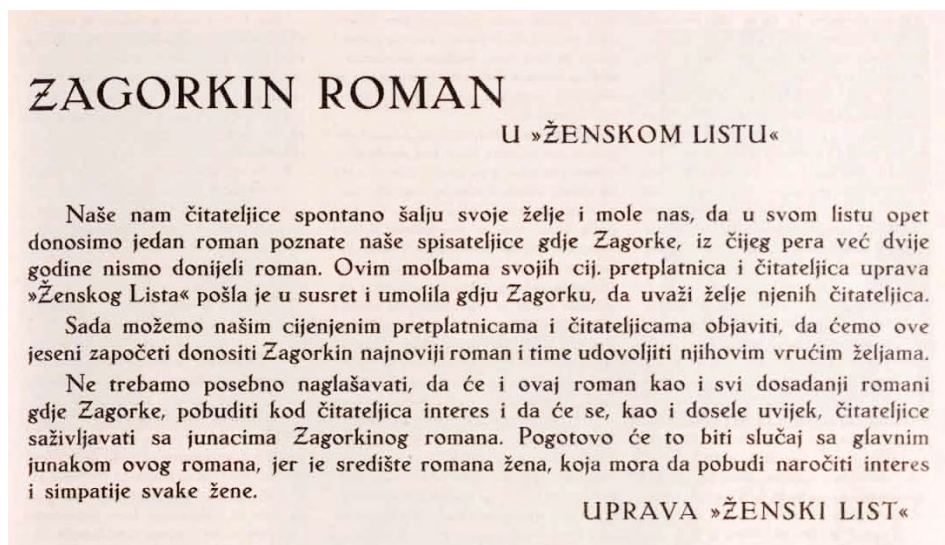 ZAGORKIN ROMAN
U »ŽENSKOM LISTU«
Naše nam čitateljice spontano šalju svoje želje i mole nas, da u svom listu opet
donosimo jedan roman poznate naše spisateljice gdje Zagorke, iz čijeg pera već dvije
godine nismo donijeli roman. Ovim molbama svojih cij. pretplatnica i čitateljica uprava
»Ženskog Lista« pošla je u susret i umolila gdju Zagorku, da uvaži želje njenih čitateljica.
Sada možemo našim cijenjenim pretplatnicama i čitateljicama objaviti, da ćemo ove
jeseni započeti donositi Zagorkin najnoviji roman i time udovoljiti njihovim vrućim željama.
Ne trebamo posebno naglašavati, da će i ovaj roman kao i svi dosadanji romani
gdje Zagorke, pobuditi kod čitateljica interes i da će se, kao i dosele uvijek, čitateljice
saživljavati sa junacima Zagorkinog romana. Pogotovo će to biti slučaj sa glavnim
junakom ovog romana, jer je središte romana žena, koja mora da pobudi naročiti interes
i simpatije svake žene.
UPRAVA »ŽENSKI LIST«